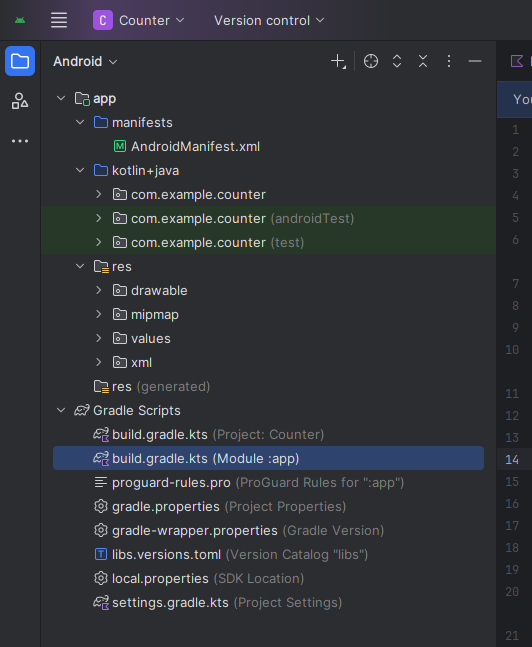 C Counter Version control
Android
app
manifests
M AndroidManifest.xml
kotlin+java
com.example.counter
com.example.counter (androidTest)
com.example.counter (test)
res
drawable
mipmap
values
xml
res (generated)
Gradle Scripts
build.gradle.kts (Project: Counter)
build.gradle.kts (Module :app)
proguard-rules.pro (ProGuard Rules for ":app")
gradle.properties (Project Properties)
gradle-wrapper.properties (Gradle Version)
T libs.versions.toml (Version Catalog "libs")
local.properties (SDK Location)
settings.gradle.kts (Project Settings)
You
1
2
3
4
5
6
7
8
9
10
11
12
13
14
15
16
17
18
19
20
21